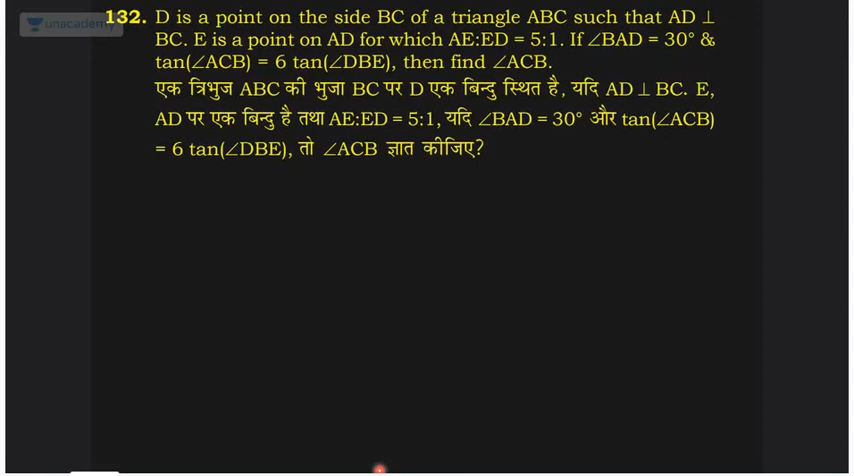 unacademy
132. D is a point on the side BC of a triangle ABC such that AD ⊥
BC. E is a point on AD for which AE:ED = 5:1. If ∠BAD = 30° &
tan(∠ACB) = 6 tan(∠DBE), then find ∠ACB.
एक त्रिभुज ABC की भुजा BC पर D एक बिन्दु स्थित है, यदि AD ⊥ BC. E,
AD पर एक बिन्दु है तथा AE:ED = 5:1, यदि ∠BAD = 30° और tan(∠ACB)
= 6 tan(∠DBE), तो ∠ACB ज्ञात कीजिए?